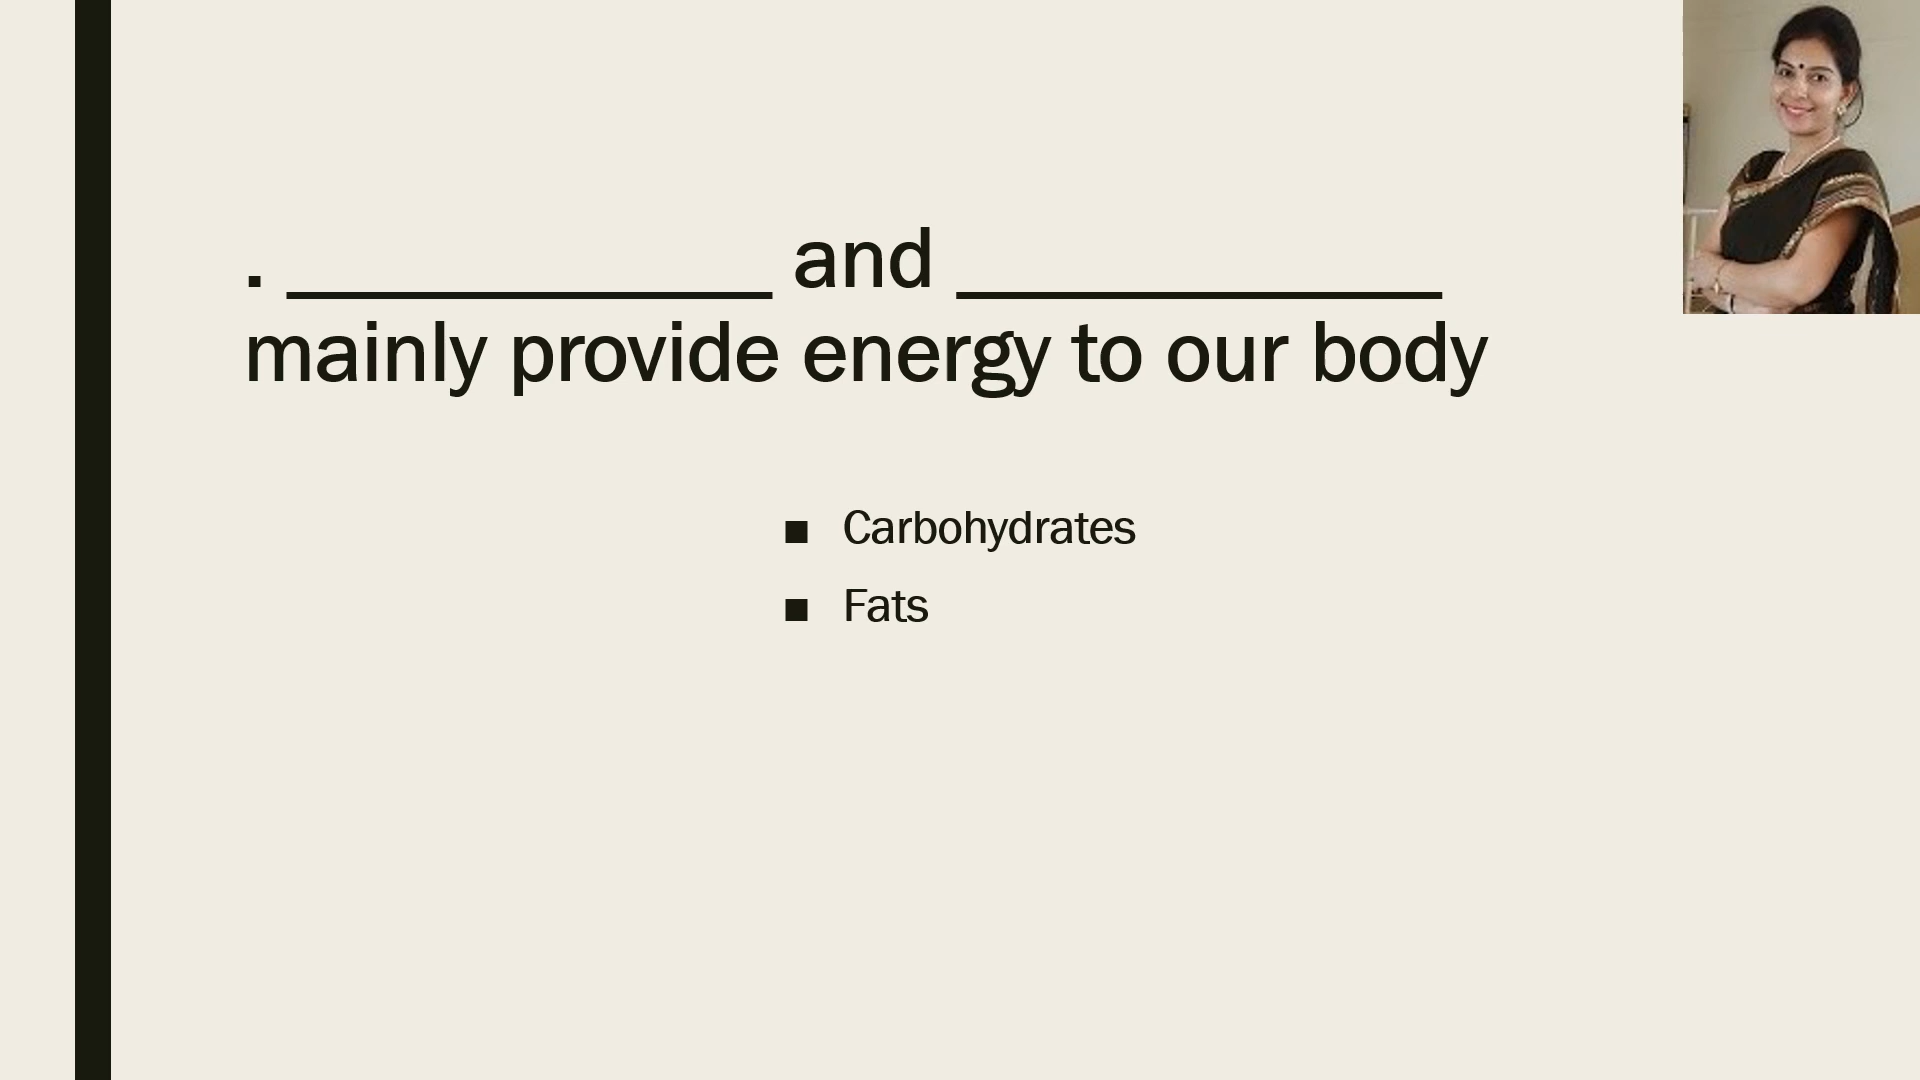 . ____________ and ____________
mainly provide energy to our body
■ Carbohydrates
■ Fats